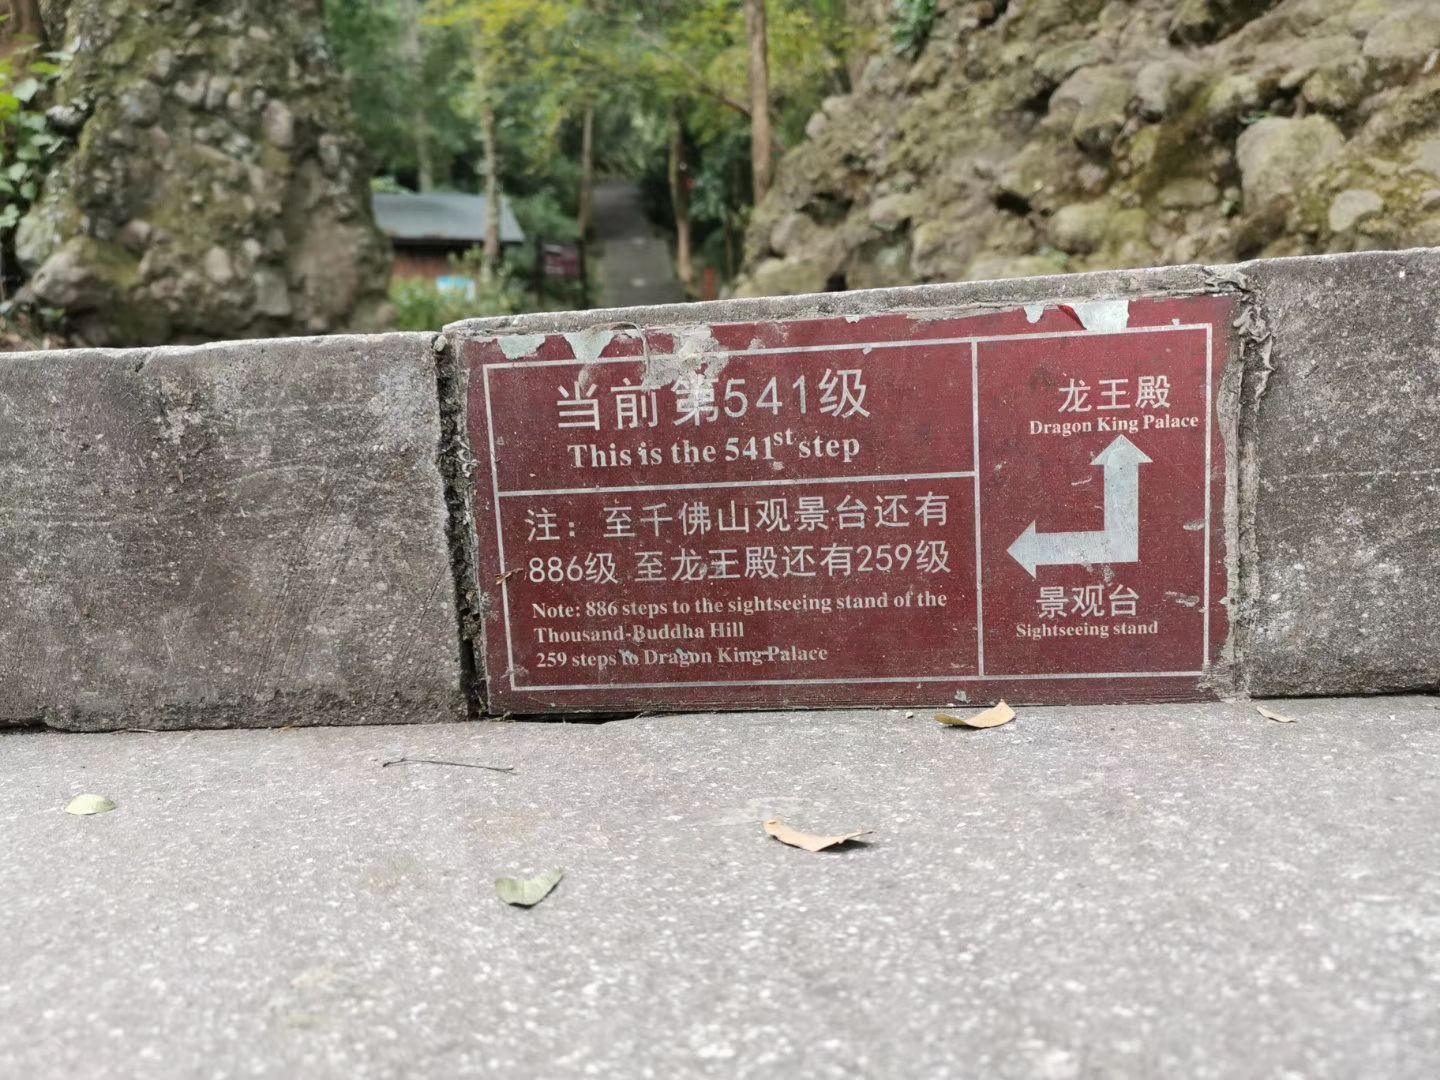 当前第541级
This is the 541st step
注：至千佛山观景台还有
886级 至龙王殿还有259级
Note: 886 steps to the sightseeing stand of the
Thousand-Buddha Hill
259 steps to Dragon King Palace
龙王殿
Dragon King Palace
景观台
Sightseeing stand